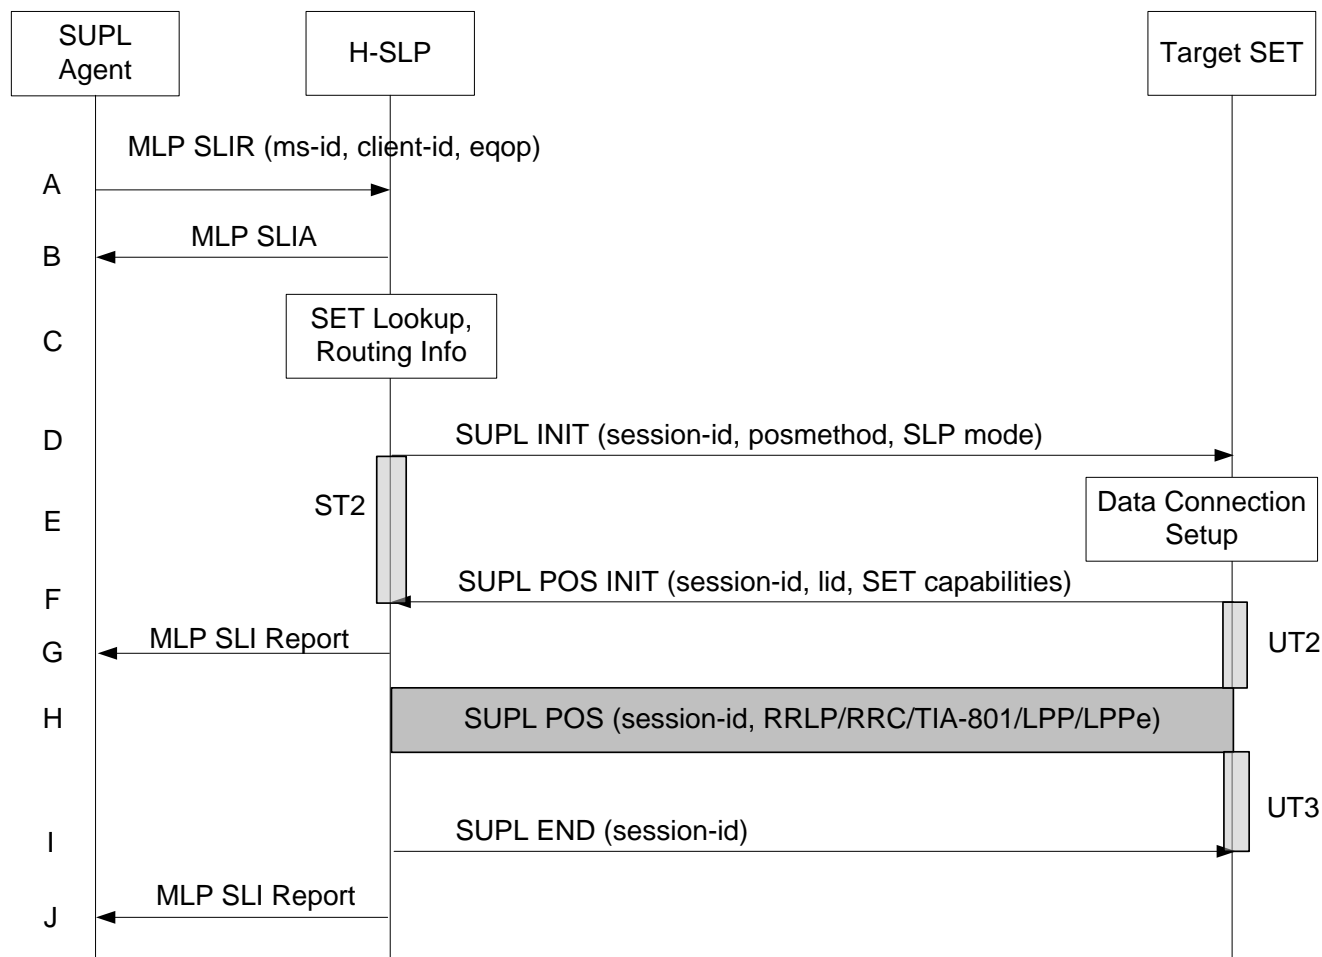 SUPL
Agent
H-SLP
Target SET
MLP SLIR (ms-id, client-id, eqop)
A
MLP SLIA
B
SET Lookup,
Routing Info
C
SUPL INIT (session-id, posmethod, SLP mode)
D
ST2
Data Connection
Setup
E
SUPL POS INIT (session-id, lid, SET capabilities)
F
MLP SLI Report
G
UT2
H
SUPL POS (session-id, RRLP/RRC/TIA-801/LPP/LPPe)
UT3
SUPL END (session-id)
I
MLP SLI Report
J